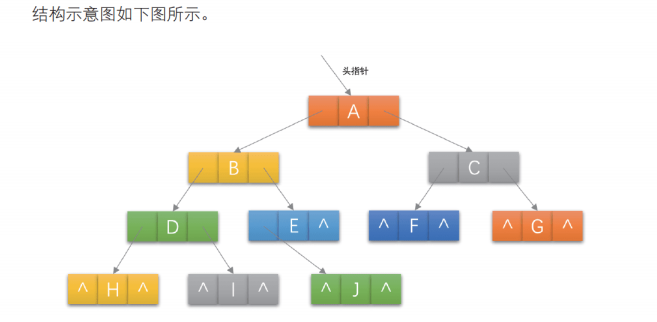 结构示意图如下图所示。
头指针
A
B
C
D
E ^
^ F ^
^ G ^
^ H ^
^ I ^
^ J ^